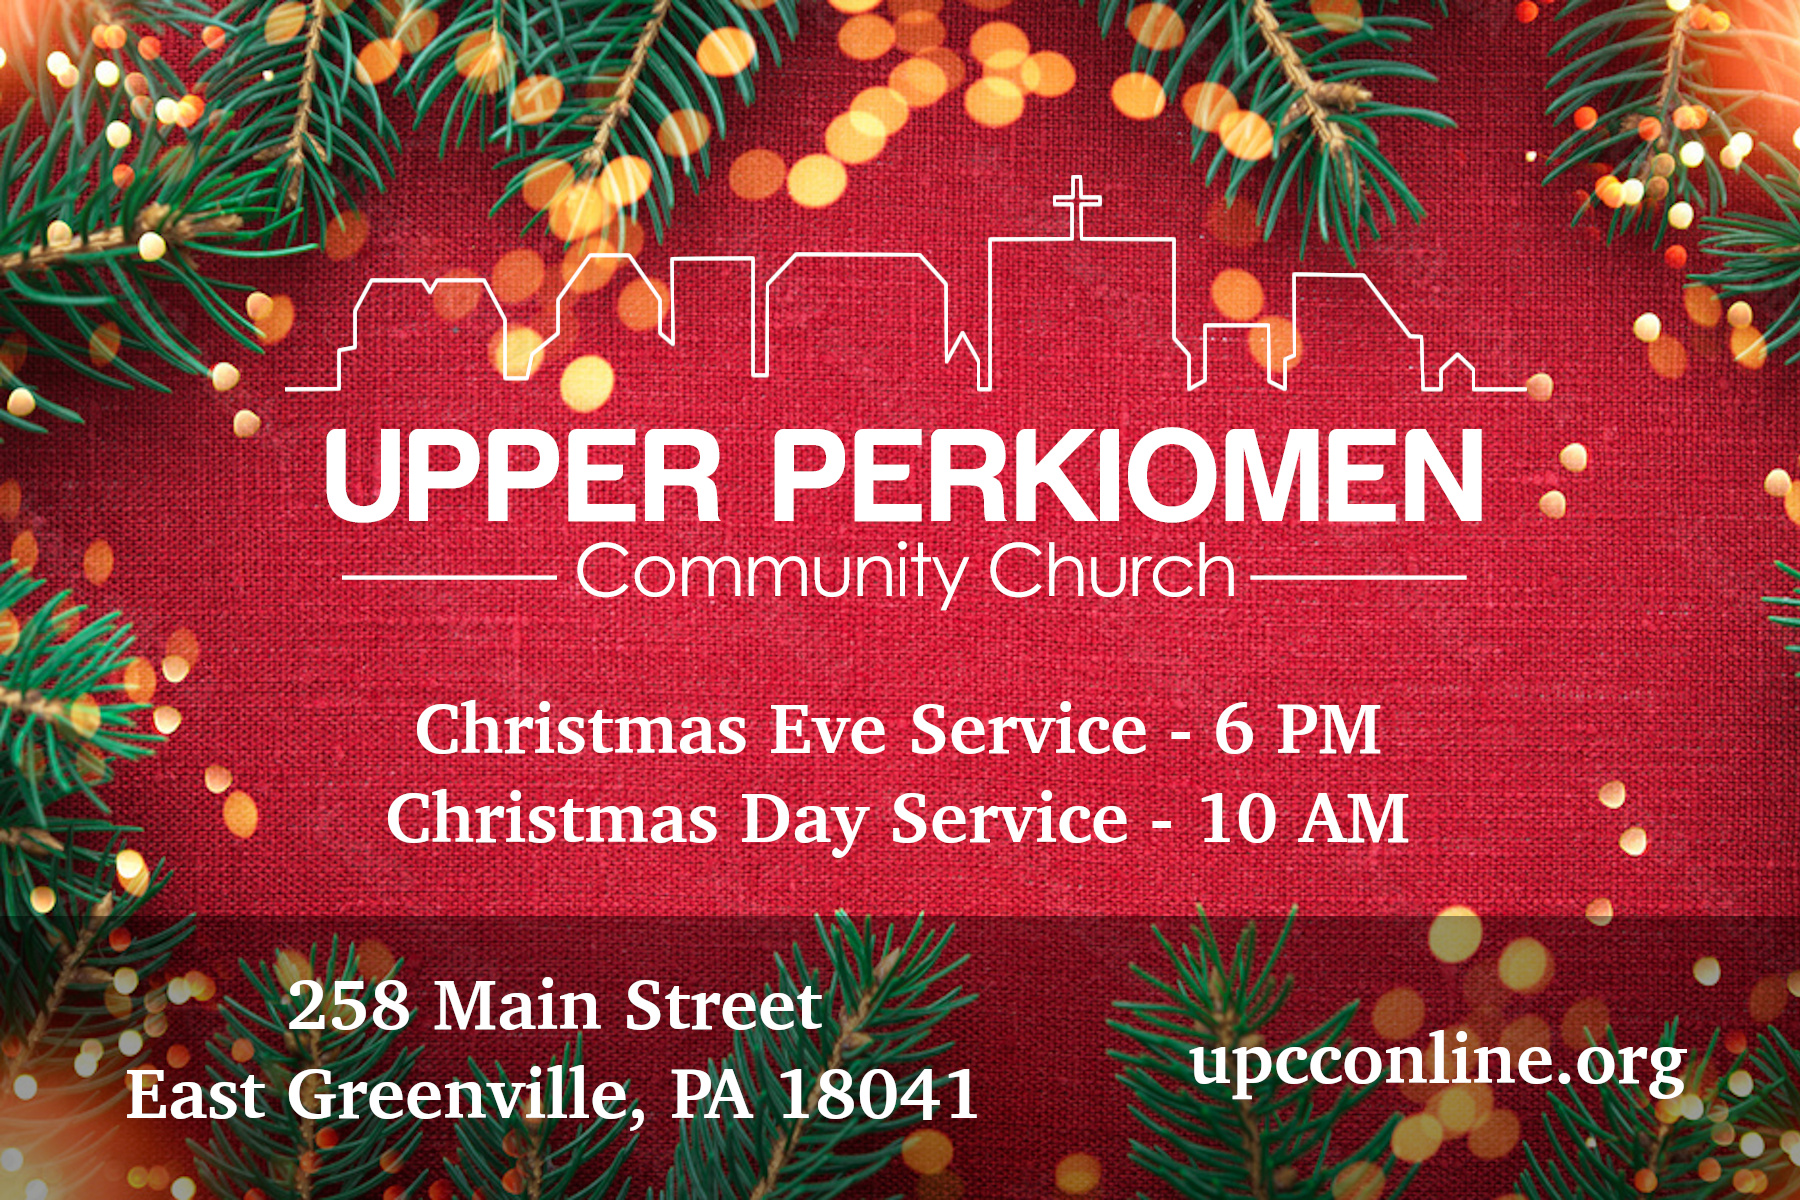 UPPER PERKIOMEN
Community Church
Christmas Eve Service - 6 PM
Christmas Day Service - 10 AM
258 Main Street
East Greenville, PA 18041
upcconline.org